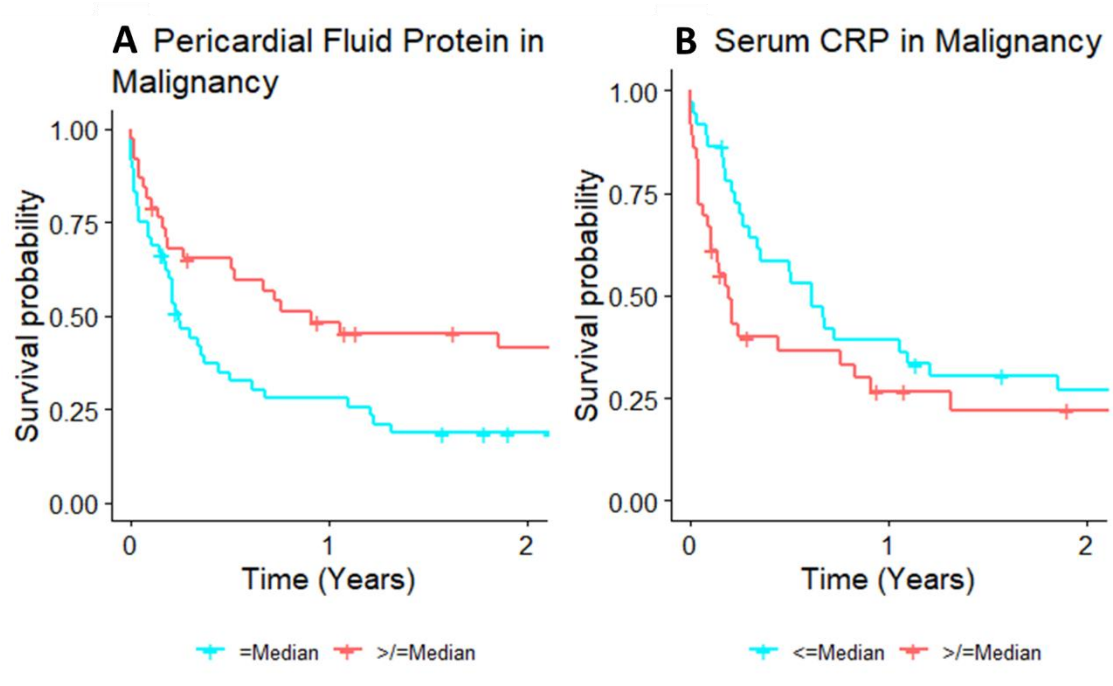 A Pericardial Fluid Protein in
Malignancy
Survival probability
1.00
0.75
0.50
0.25
0.00
0 1 2
Time (Years)
=Median >/=Median
B Serum CRP in Malignancy
Survival probability
1.00
0.75
0.50
0.25
0.00
0 1 2
Time (Years)
<=Median >/=Median